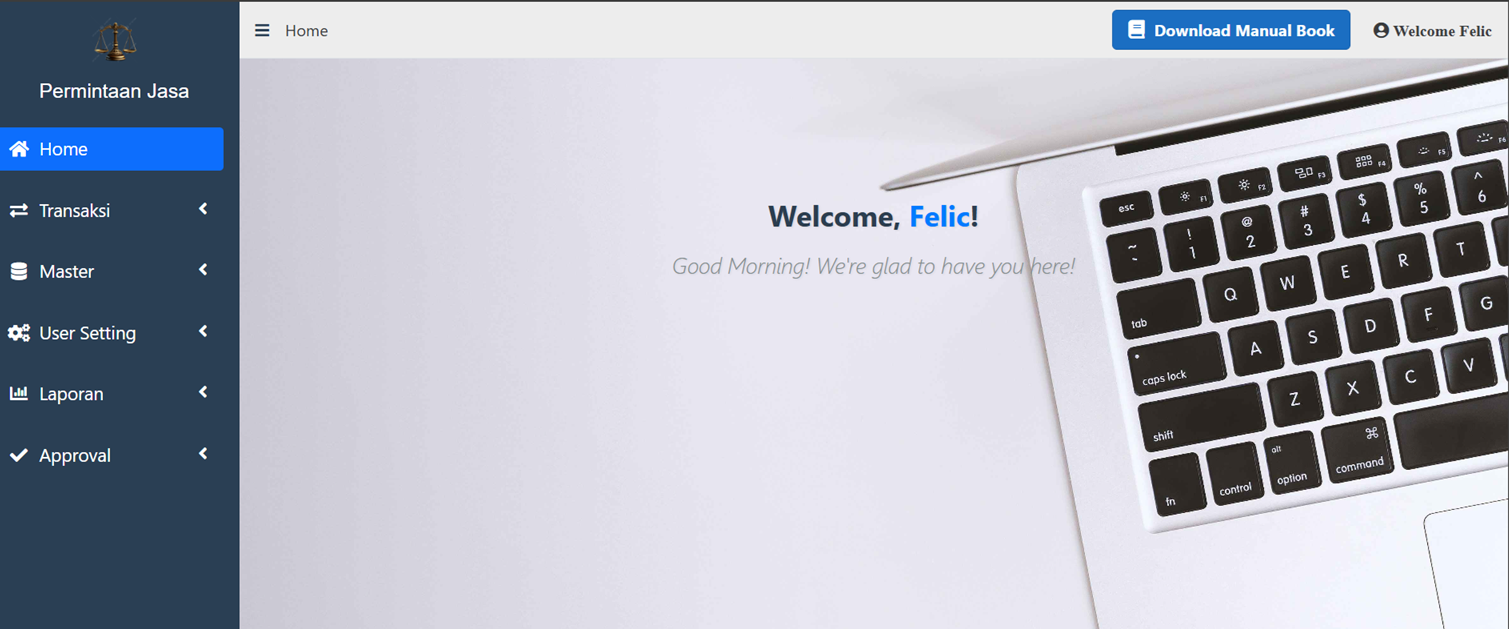 Permintaan Jasa
Home
Transaksi
Master
User Setting
Laporan
Approval
Home
Download Manual Book
Welcome Felic
Welcome, Felic!
Good Morning! We're glad to have you here!
esc F1 F2 F3 F4 F5 F6
~ ` ! 1 @ 2 # 3 $ 4 % 5 ^ 6
tab Q W E R T
caps lock A S D F G
shift Z X C V
fn control alt option ⌘ command